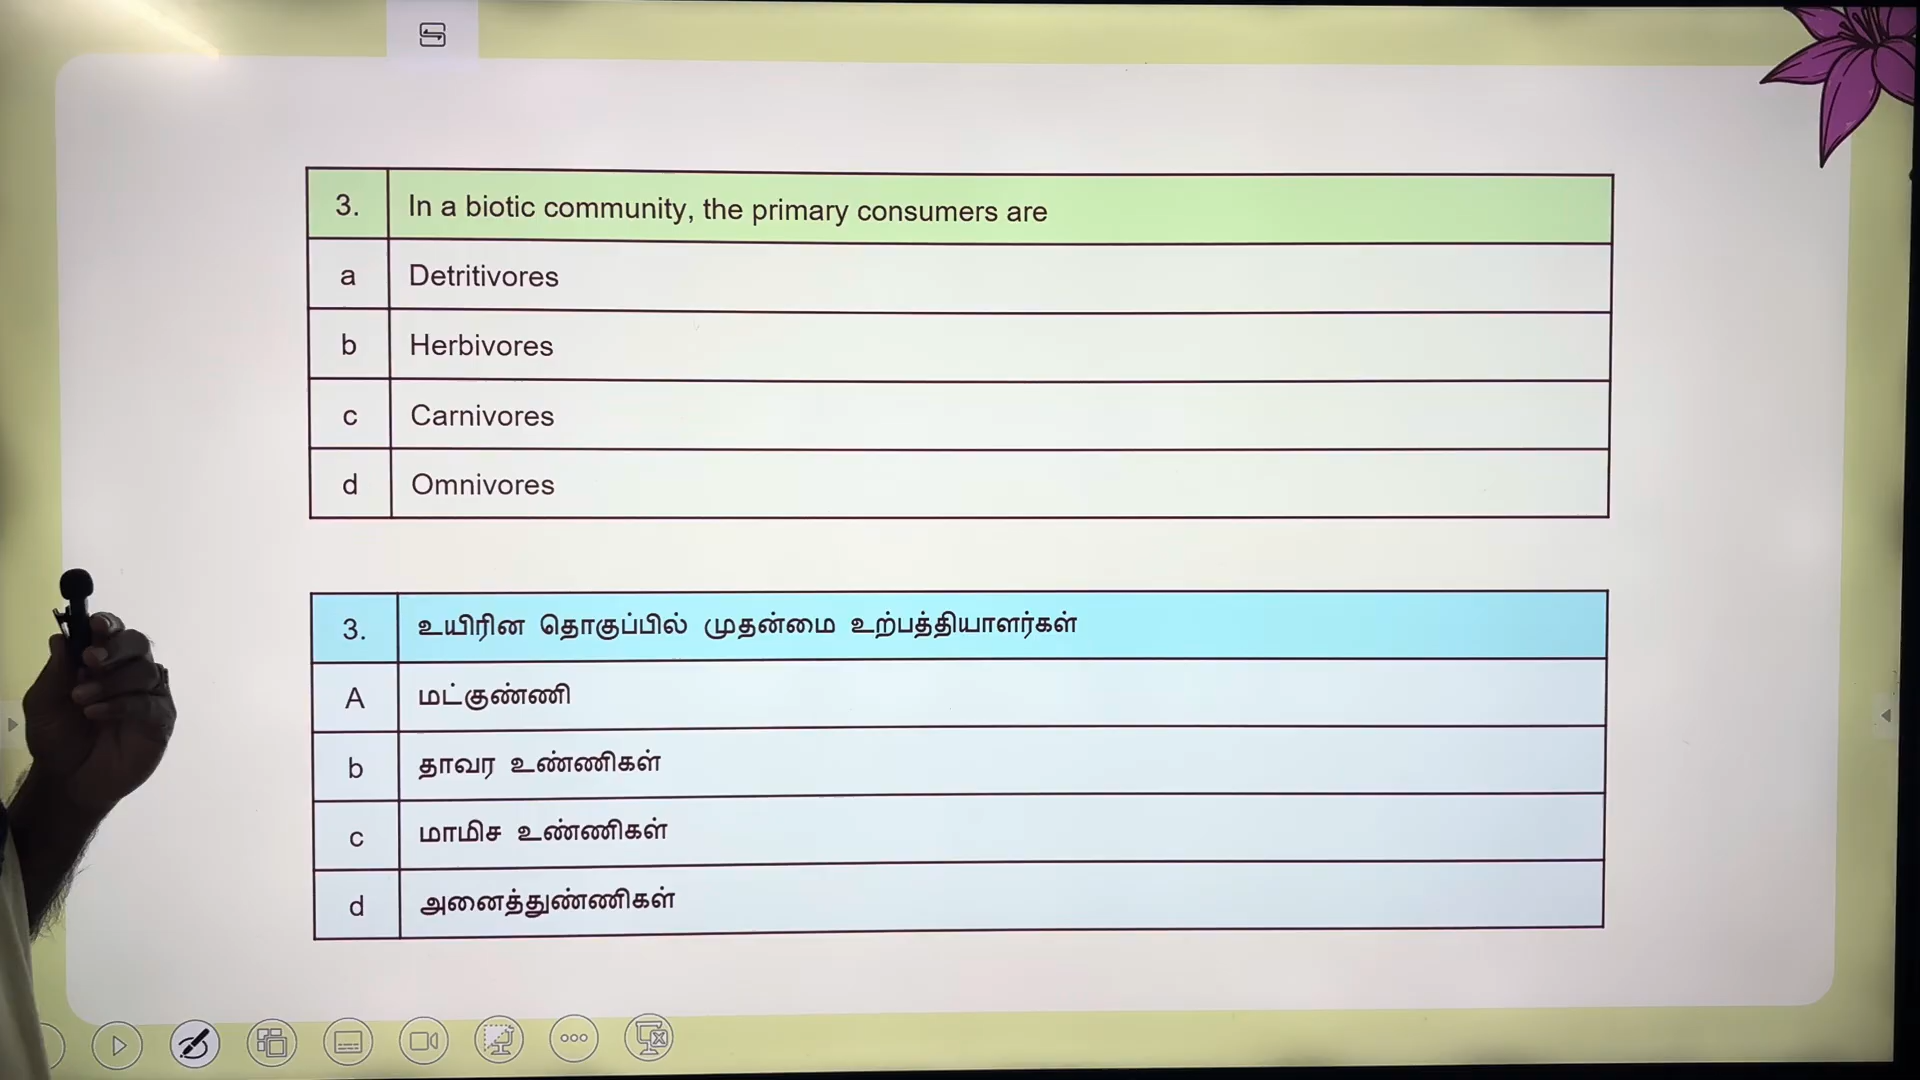 3. In a biotic community, the primary consumers are
a Detritivores
b Herbivores
c Carnivores
d Omnivores
3. உயிரின தொகுப்பில் முதன்மை உற்பத்தியாளர்கள்
A மட்குண்ணி
b தாவர உண்ணிகள்
c மாமிச உண்ணிகள்
d அனைத்துண்ணிகள்